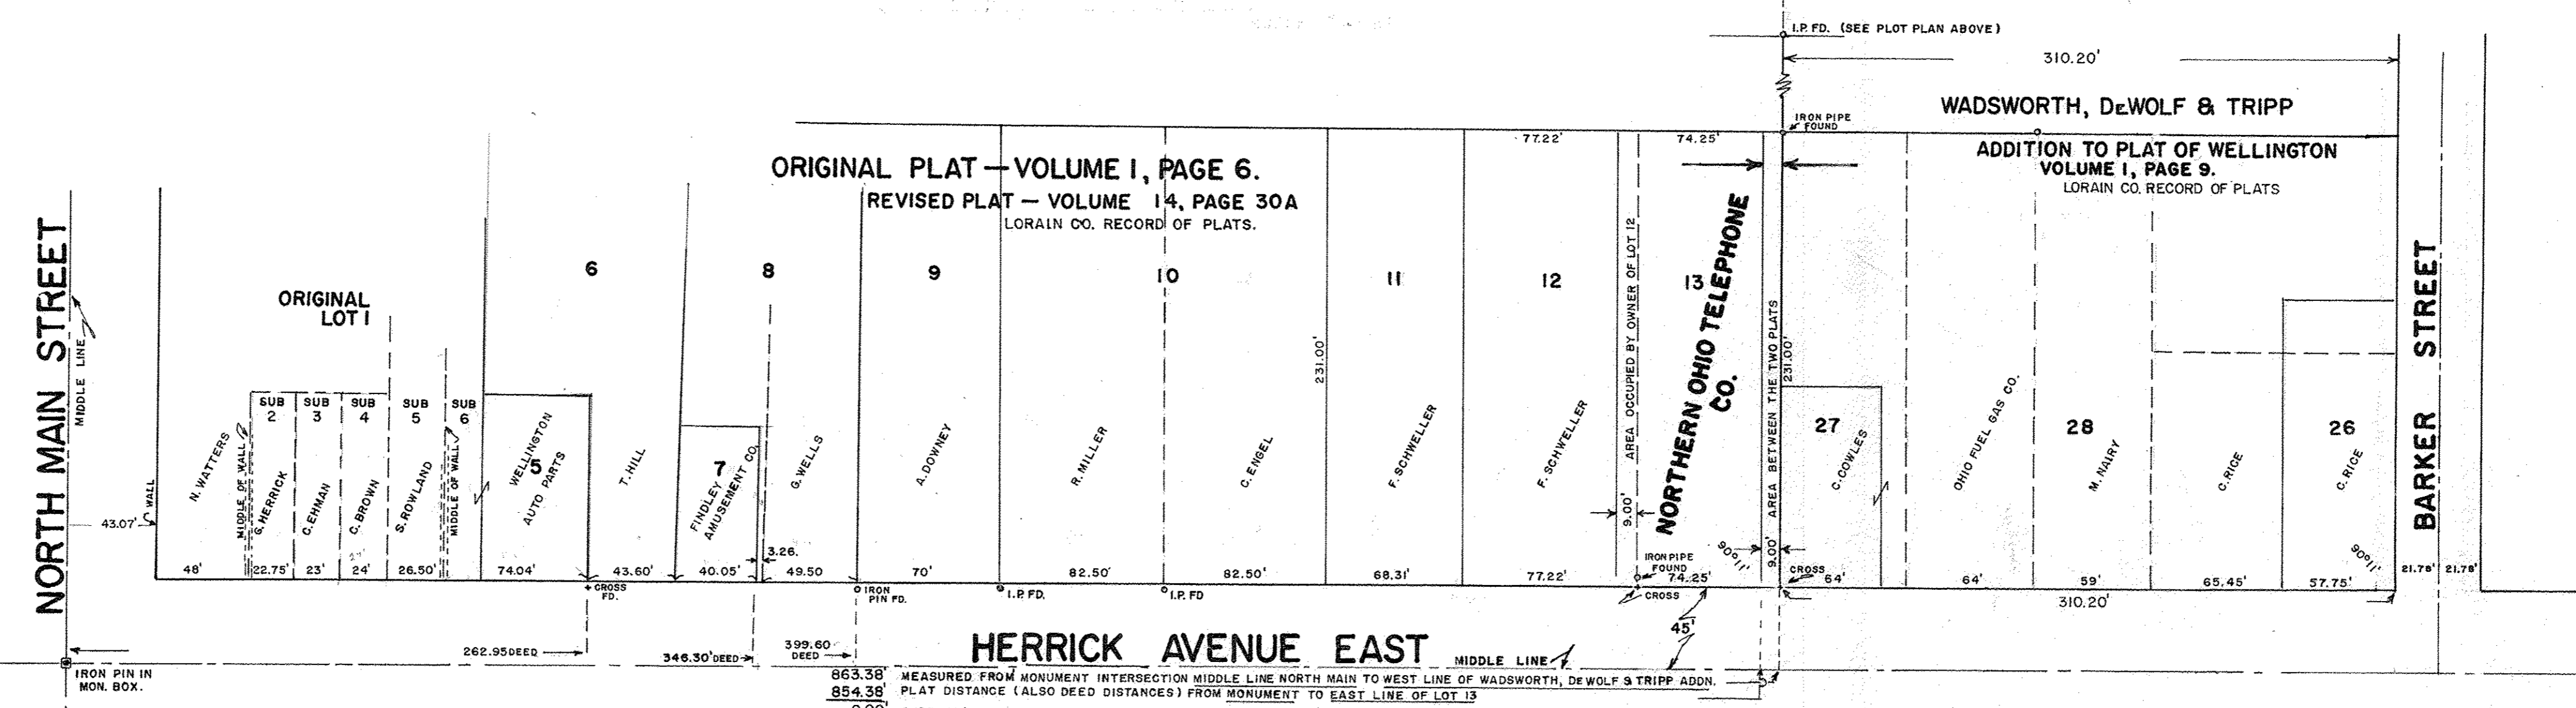 I.P. FD. (SEE PLOT PLAN ABOVE)
310.20'
WADSWORTH, DeWOLF & TRIPP
IRON PIPE
FOUND
ADDITION TO PLAT OF WELLINGTON
VOLUME 1, PAGE 9.
LORAIN CO. RECORD OF PLATS
ORIGINAL PLAT — VOLUME 1, PAGE 6.
REVISED PLAT — VOLUME 14, PAGE 30A
LORAIN CO. RECORD OF PLATS.
77.22'
74.25'
NORTH MAIN STREET
MIDDLE LINE
ORIGINAL
LOT 1
6
8
9
10
11
12
13
231.00'
AREA OCCUPIED BY OWNER OF LOT 12
9.00'
NORTHERN OHIO TELEPHONE
CO.
AREA BETWEEN THE TWO PLATS
9.00'
231.00'
BARKER STREET
SUB
2
SUB
3
SUB
4
SUB
5
SUB
6
WALL
43.07'
N. WATTERS
MIDDLE OF WALL
G. HERRICK
C. EHMAN
C. BROWN
S. ROWLAND
MIDDLE OF WALL
WELLINGTON
5
AUTO PARTS
T. HILL
7
FINDLEY
AMUSEMENT CO.
G. WELLS
A. DOWNEY
R. MILLER
C. ENGEL
F. SCHWELLER
F. SCHWELLER
27
C. COWLES
OHIO FUEL GAS CO.
28
M. NAIRY
C. RICE
26
C. RICE
48'
22.75'
23'
24'
26.50'
74.04'
43.60'
40.05'
3.26.
49.50
70'
82.50'
82.50'
68.31'
77.22'
IRON PIPE
FOUND
74.25'
90°11'
CROSS
64'
64'
59'
65.45'
57.75'
90°11'
21.78'
21.78'
CROSS
FD.
IRON
PIN FD.
I.P. FD.
I.P. FD
CROSS
310.20'
45'
262.95 DEED
346.30' DEED
399.60
DEED
HERRICK AVENUE EAST
MIDDLE LINE
IRON PIN IN
MON. BOX.
863.38' MEASURED FROM MONUMENT INTERSECTION MIDDLE LINE NORTH MAIN TO WEST LINE OF WADSWORTH, DEWOLF & TRIPP ADDN.
854.38' PLAT DISTANCE (ALSO DEED DISTANCES) FROM MONUMENT TO EAST LINE OF LOT 13